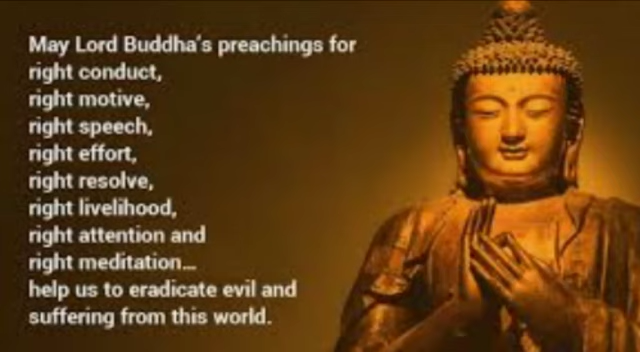 May Lord Buddha's preachings for
right conduct,
right motive,
right speech,
right effort,
right resolve,
right livelihood,
right attention and
right meditation...
help us to eradicate evil and
suffering from this world.